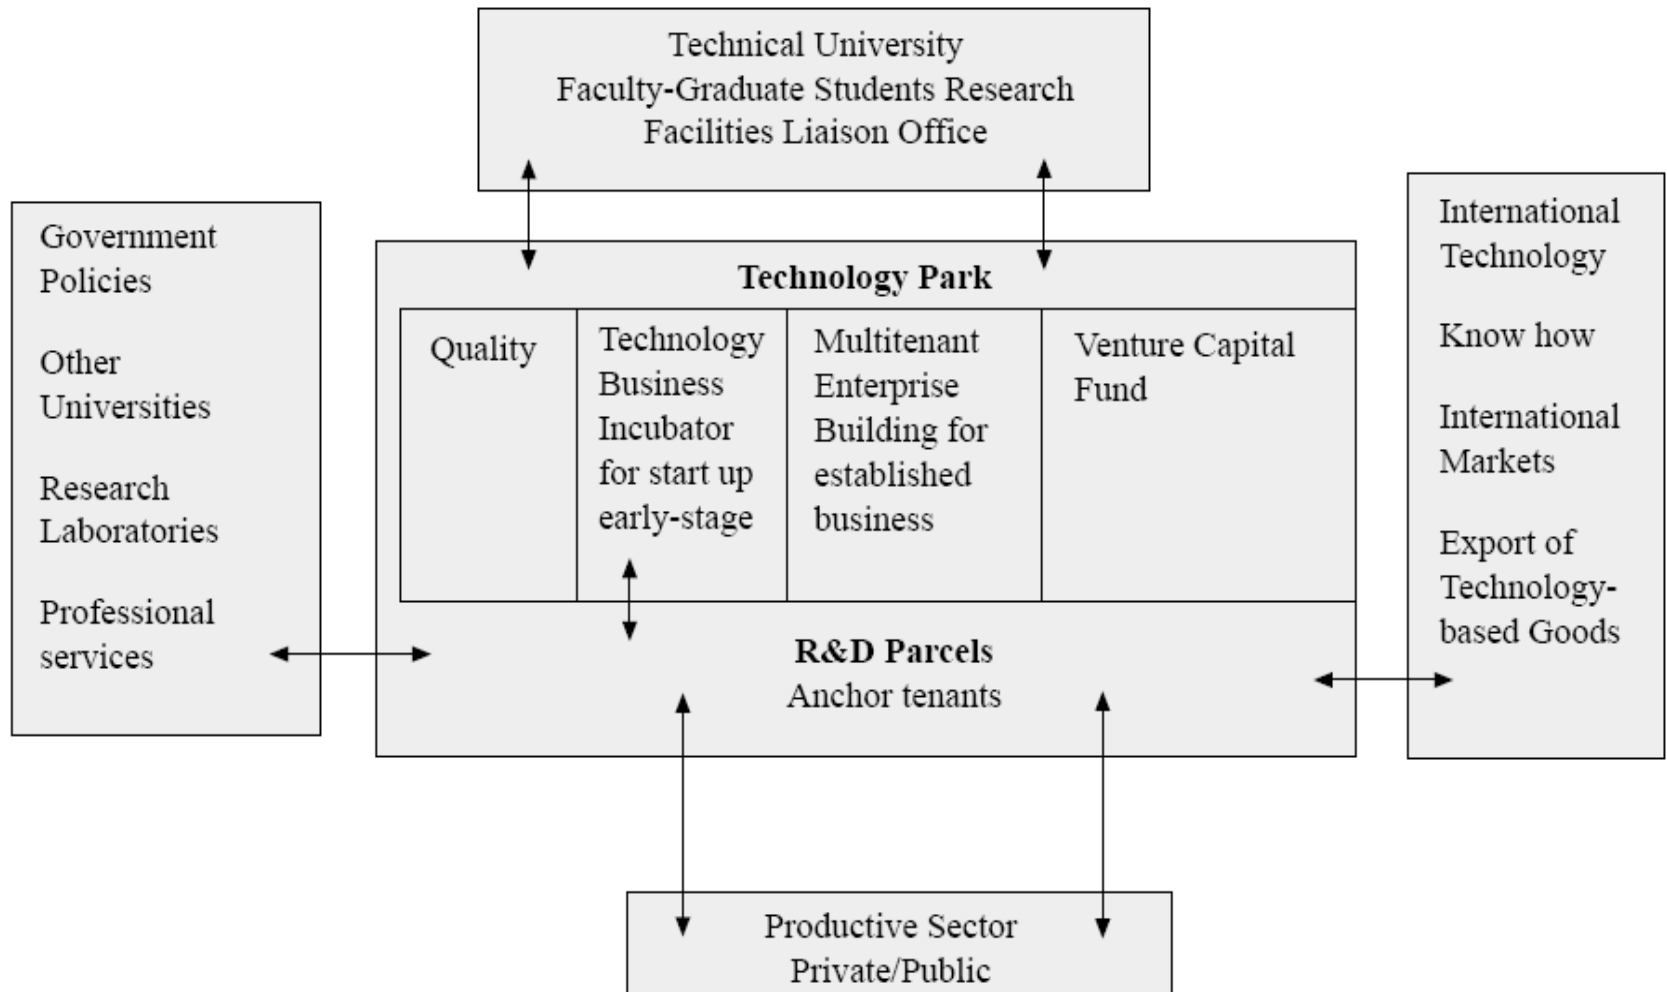 Technical University
Faculty-Graduate Students Research
Facilities Liaison Office
Government
Policies
Other
Universities
Research
Laboratories
Professional
services
Technology Park
Quality
Technology
Business
Incubator
for start up
early-stage
Multitenant
Enterprise
Building for
established
business
Venture Capital
Fund
R&D Parcels
Anchor tenants
International
Technology
Know how
International
Markets
Export of
Technology-
based Goods
Productive Sector
Private/Public